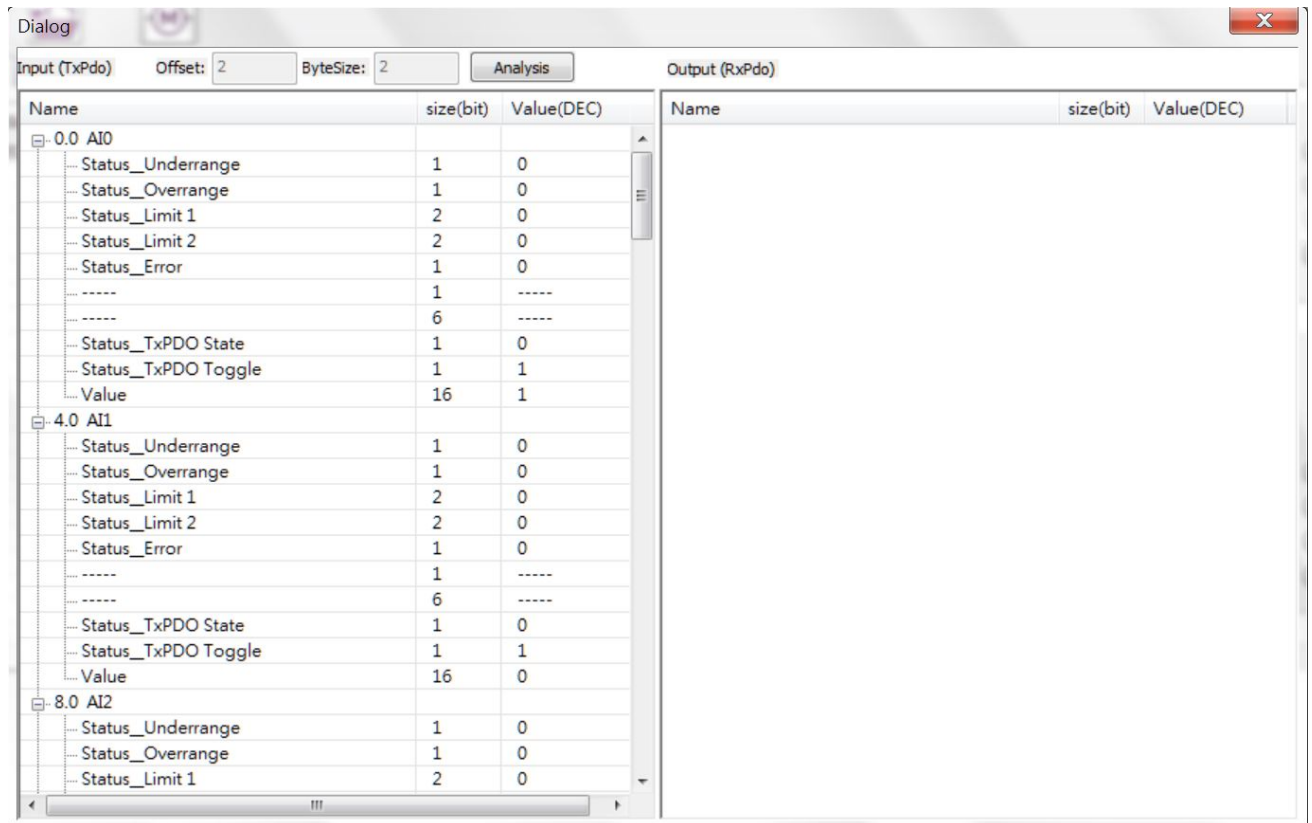 Dialog
Input (TxPdo) Offset: 2 ByteSize: 2 Analysis Output (RxPdo)
Name size(bit) Value(DEC) Name size(bit) Value(DEC)
0.0 AI0
Status__Underrange 1 0
Status__Overrange 1 0
Status__Limit 1 2 0
Status__Limit 2 2 0
Status__Error 1 0
----- 1 -----
----- 6 -----
Status__TxPDO State 1 0
Status__TxPDO Toggle 1 1
Value 16 1
4.0 AI1
Status__Underrange 1 0
Status__Overrange 1 0
Status__Limit 1 2 0
Status__Limit 2 2 0
Status__Error 1 0
----- 1 -----
----- 6 -----
Status__TxPDO State 1 0
Status__TxPDO Toggle 1 1
Value 16 0
8.0 AI2
Status__Underrange 1 0
Status__Overrange 1 0
Status__Limit 1 2 0